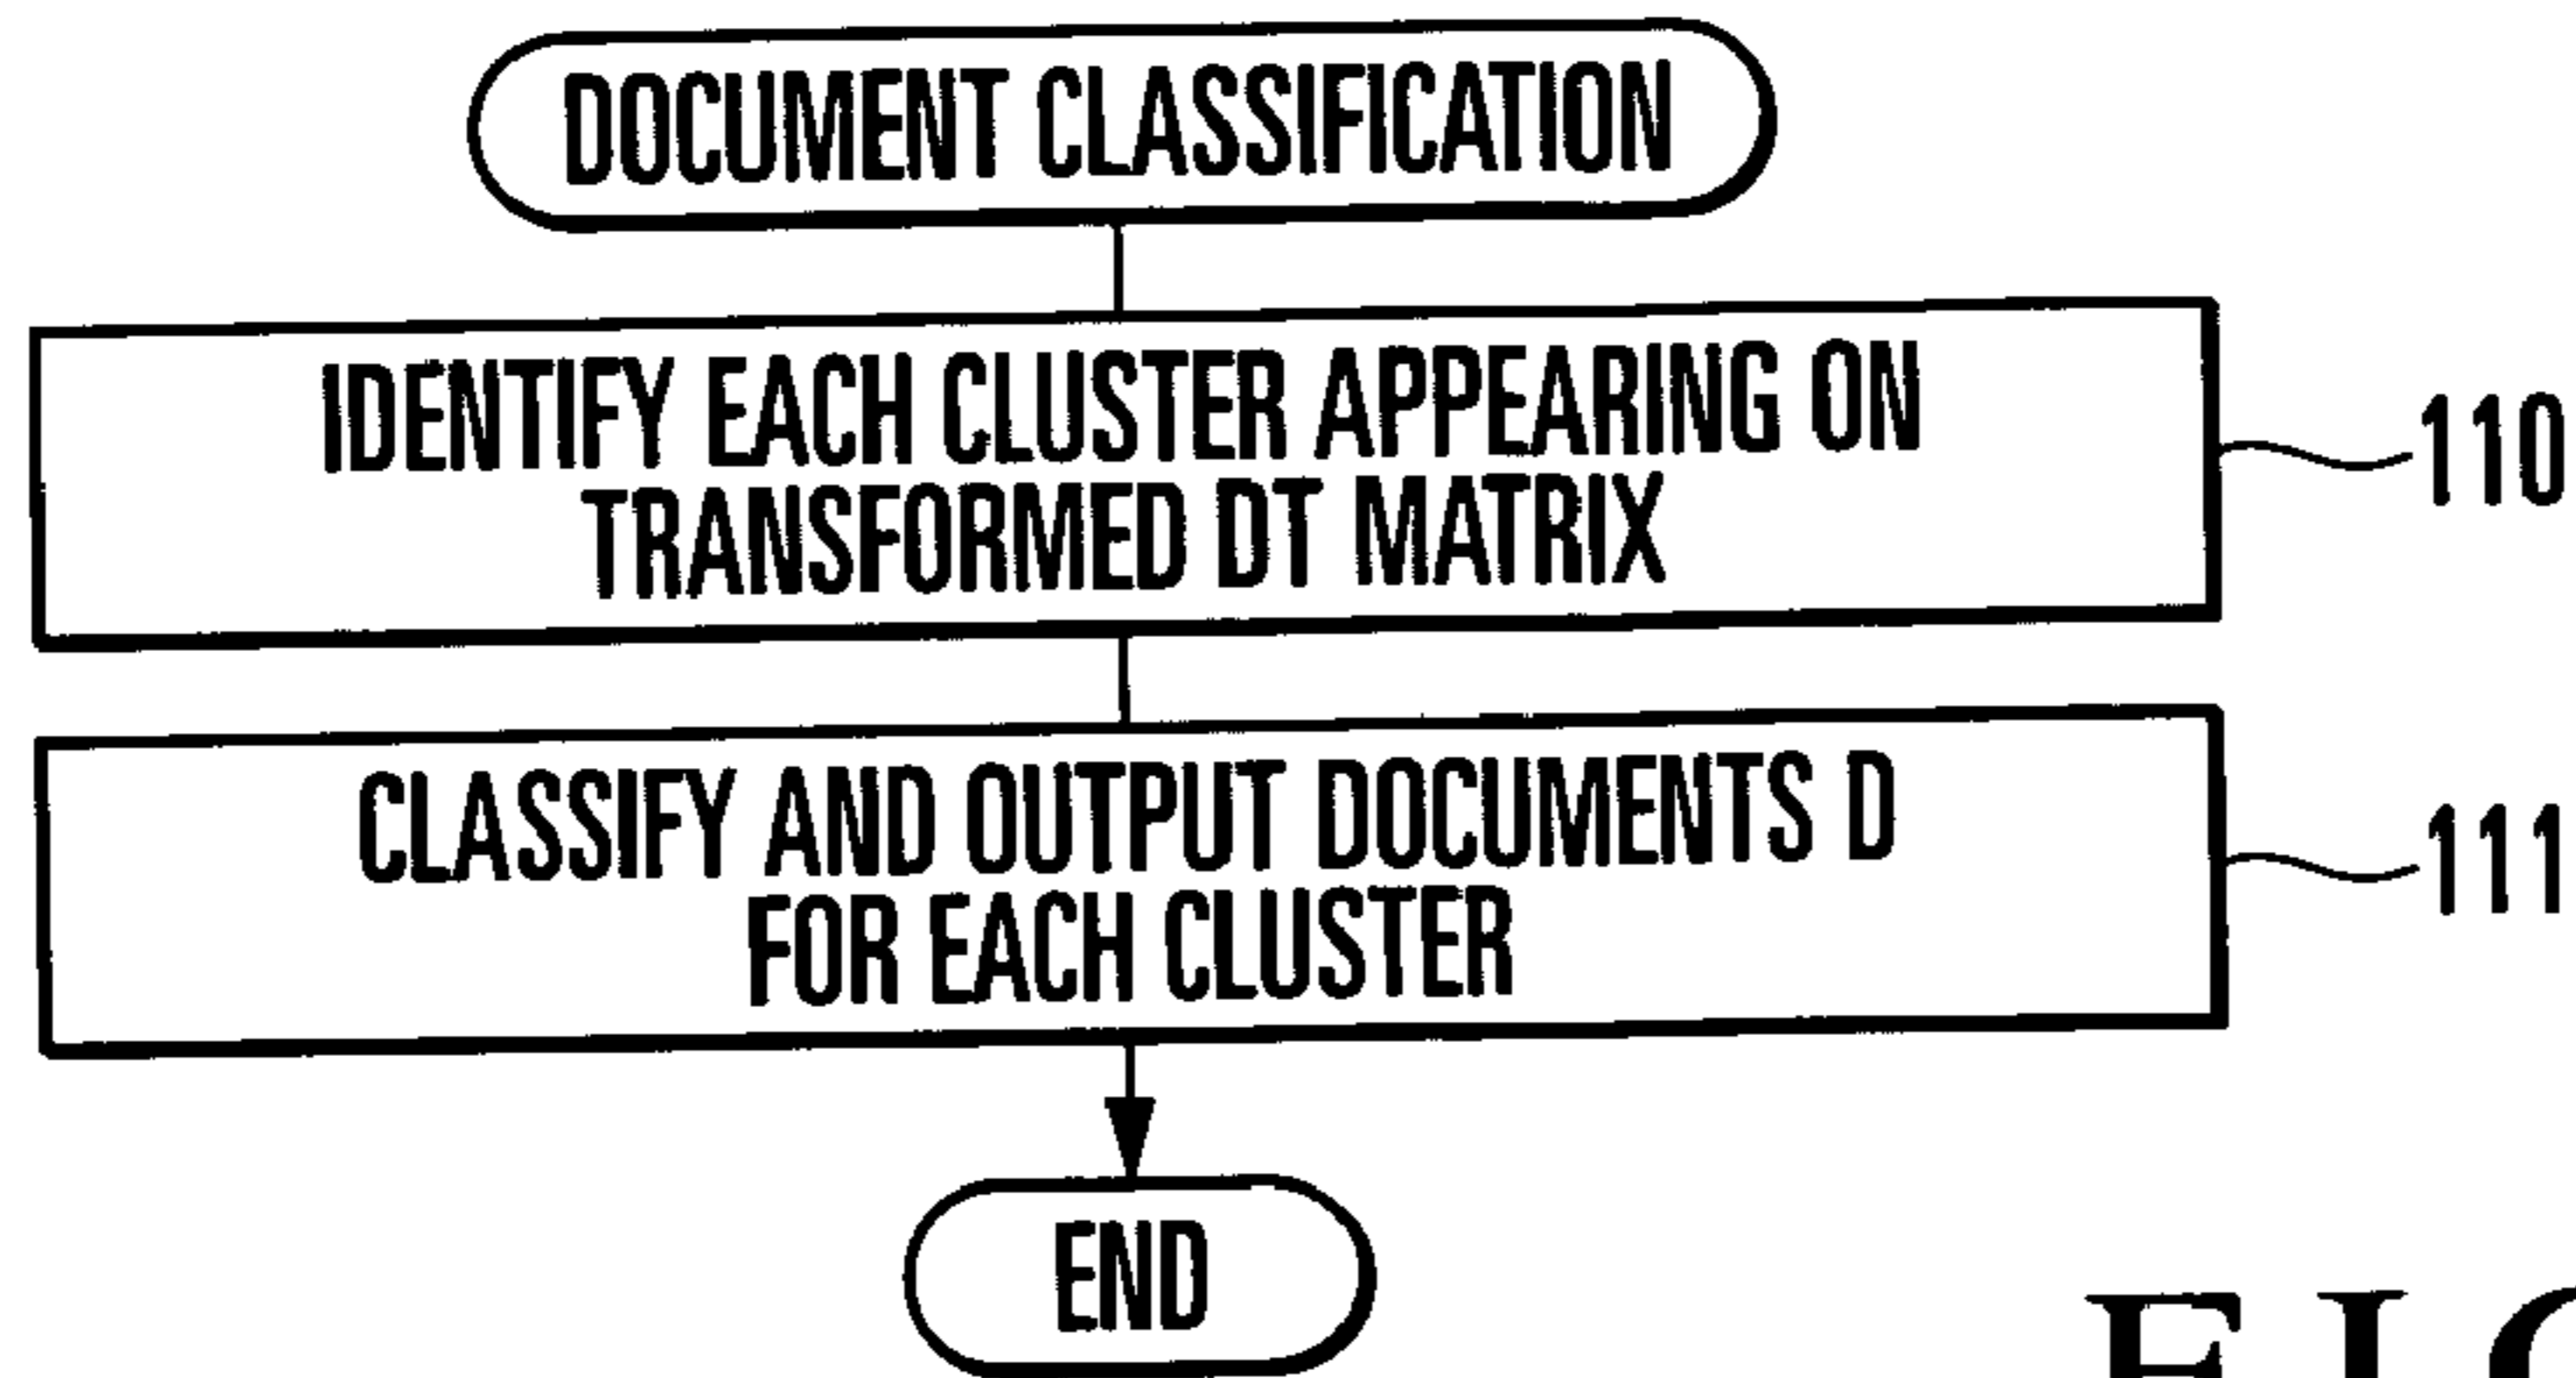 DOCUMENT CLASSIFICATION
IDENTIFY EACH CLUSTER APPEARING ON
TRANSFORMED DT MATRIX
110
CLASSIFY AND OUTPUT DOCUMENTS D
FOR EACH CLUSTER
111
END